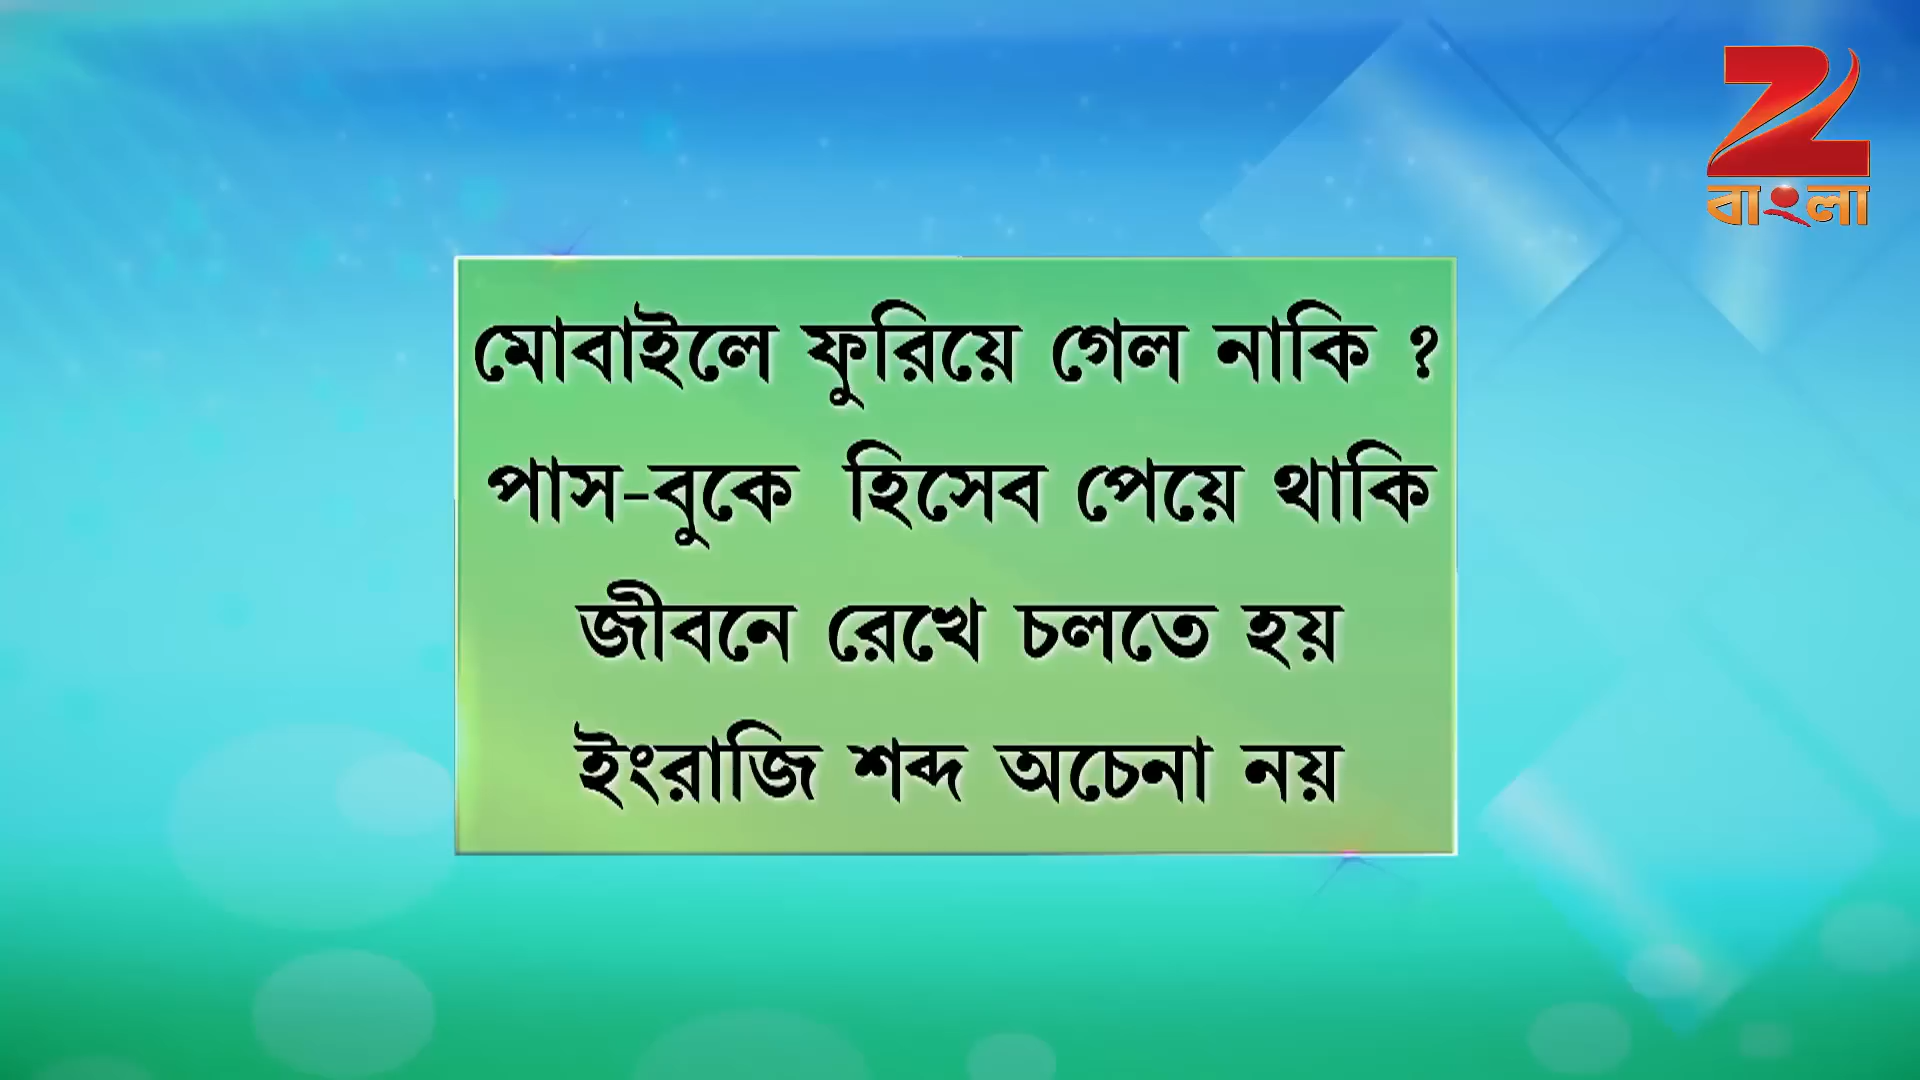 বাংলা
মোবাইলে ফুরিয়ে গেল নাকি ?
পাস-বুকে হিসেব পেয়ে থাকি
জীবনে রেখে চলতে হয়
ইংরাজি শব্দ অচেনা নয়